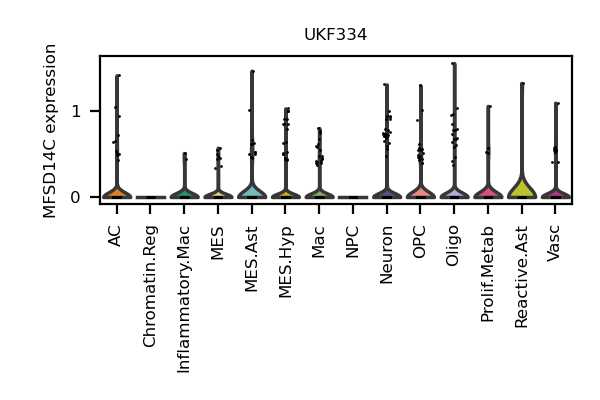 UKF334
MFSD14C expression
1
0
AC
Chromatin.Reg
Inflammatory.Mac
MES
MES.Ast
MES.Hyp
Mac
NPC
Neuron
OPC
Oligo
Prolif.Metab
Reactive.Ast
Vasc